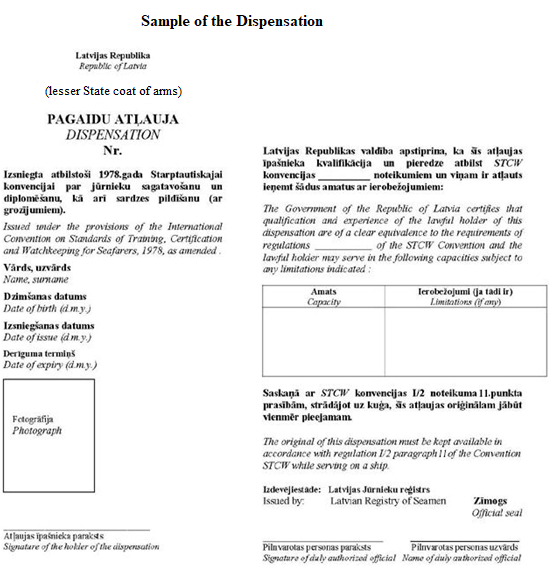 Sample of the Dispensation
Latvijas Republika
Republic of Latvia
(lesser State coat of arms)
PAGAIDU ATĻAUJA
DISPENSATION
Nr.
Izsniegta atbilstoši 1978.gada Starptautiskajai
konvencijai par jūrnieku sagatavošanu un
diplomēšanu, kā arī sardzes pildīšanu (ar
grozījumiem).
Issued under the provisions of the International
Convention on Standards of Training, Certification
and Watchkeeping for Seafarers, 1978, as amended .
Vārds, uzvārds
Name, surname
Dzimšanas datums
Date of birth (d.m.y.)
Izsniegšanas datums
Date of issue (d.m.y.)
Derīguma termiņš
Date of expiry (d.m.y.)
Fotogrāfija
Photograph
Atļaujas īpašnieka paraksts
Signature of the holder of the dispensation
Latvijas Republikas valdība apstiprina, ka šīs atļaujas
īpašnieka kvalifikācija un pieredze atbilst STCW
konvencijas __________ noteikumiem un viņam ir atļauts
ieņemt šādus amatus ar ierobežojumiem:
The Government of the Republic of Latvia certifies that
qualification and experience of the lawful holder of this
dispensation are of a clear equivalence to the requirements of
regulations __________ of the STCW Convention and the
lawful holder may serve in the following capacities subject to
any limitations indicated :
Amats Ierobežojumi (ja tādi ir)
Capacity Limitations (if any)
Saskaņā ar STCW konvencijas I/2 noteikuma 11.punkta
prasībām, strādājot uz kuģa, šīs atļaujas oriģinālam jābūt
vienmēr pieejamam.
The original of this dispensation must be kept available in
accordance with regulation I/2 paragraph 11 of the Convention
STCW while serving on a ship.
Izdevējiestāde: Latvijas Jūrnieku reģistrs
Issued by: Latvian Registry of Seamen Zīmogs
Official seal
Pilnvarotas personas paraksts Pilnvarotas personas uzvārds
Signature of duly authorized official Name of duly authorized official